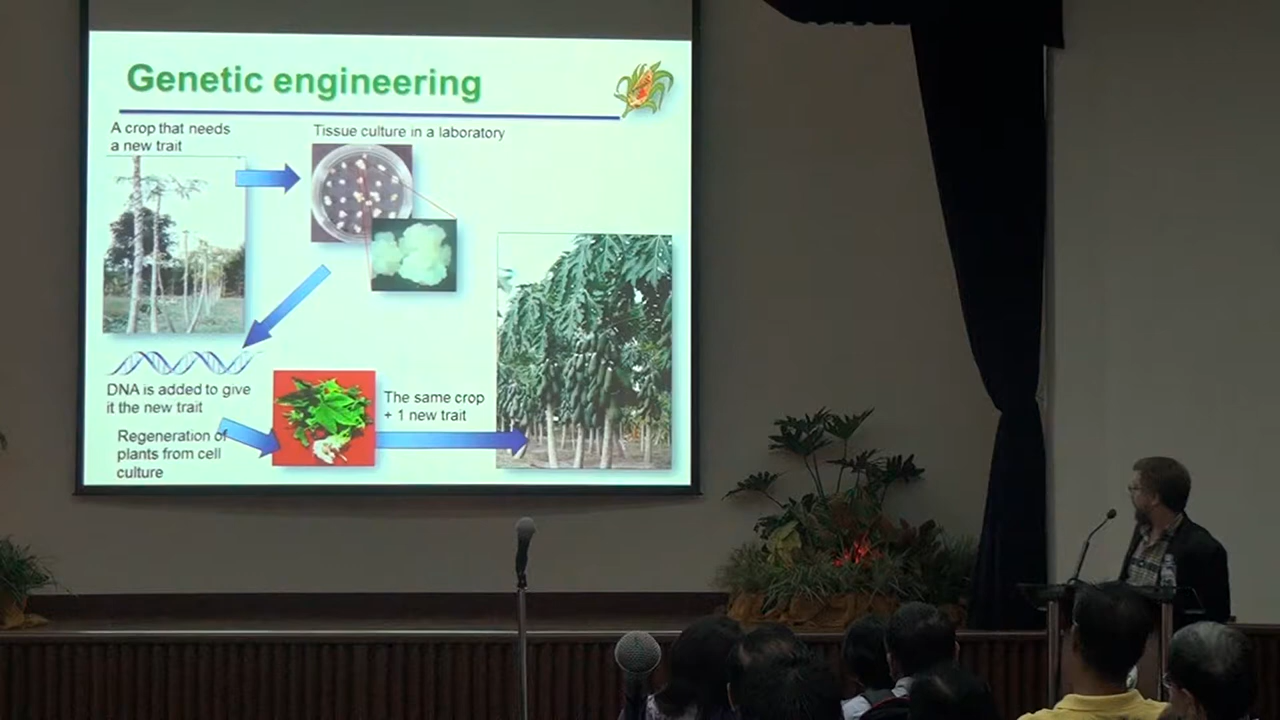 Genetic engineering
A crop that needs
a new trait
Tissue culture in a laboratory
DNA is added to give
it the new trait
The same crop
+ 1 new trait
Regeneration of
plants from cell
culture